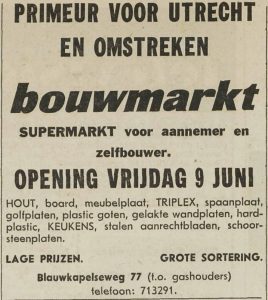 PRIMEUR VOOR UTRECHT
EN OMSTREKEN
bouwmarkt
SUPERMARKT voor aannemer en
zelfbouwer.
OPENING VRIJDAG 9 JUNI
HOUT, board, meubelplaat, TRIPLEX, spaanplaat,
golfplaten, plastic goten, gelakte wandplaten, hard-
plastic, KEUKENS, stalen aanrechtbladen, schoor-
steenplaten.
LAGE PRIJZEN. GROTE SORTERING.
Blauwkapelseweg 77 (t.o. gashouders)
telefoon: 713291.